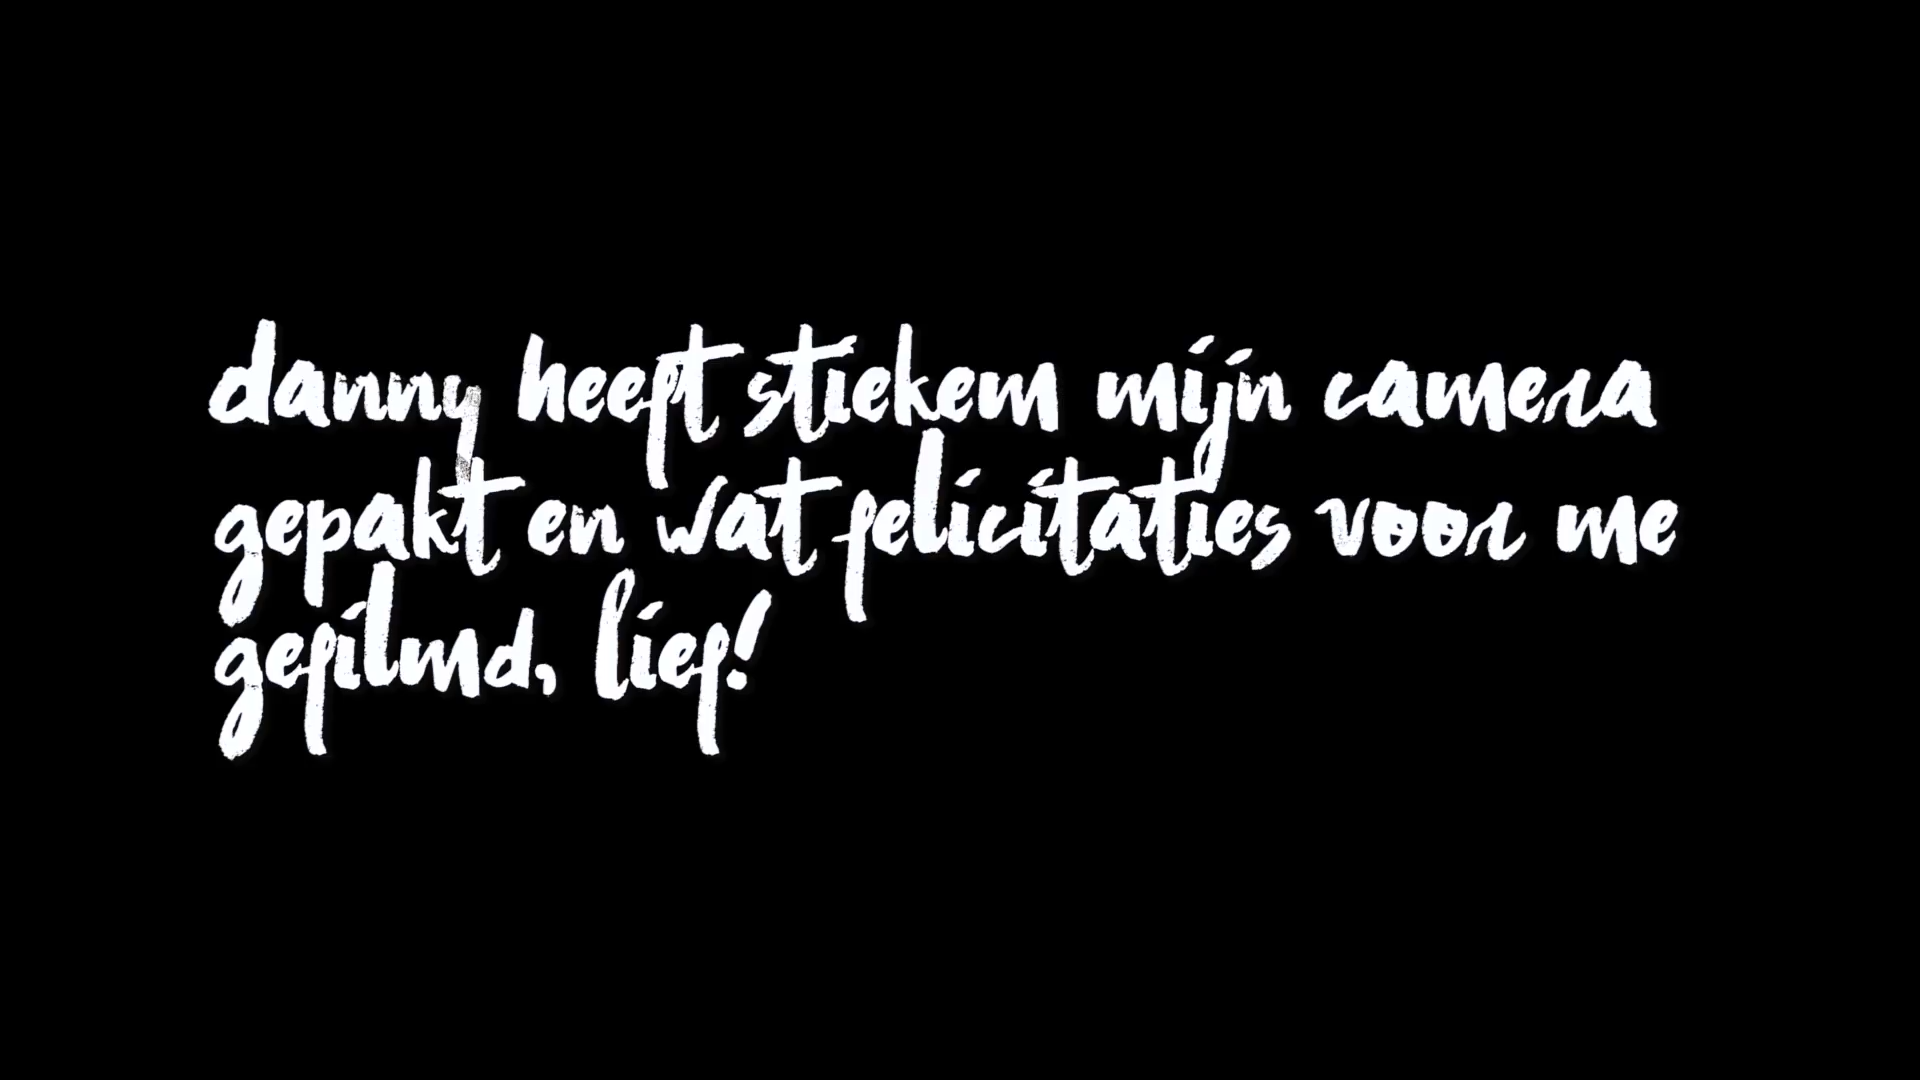 danny heeft stiekem mijn camera
gepakt en wat felicitaties voor me
gefilmd, lief!